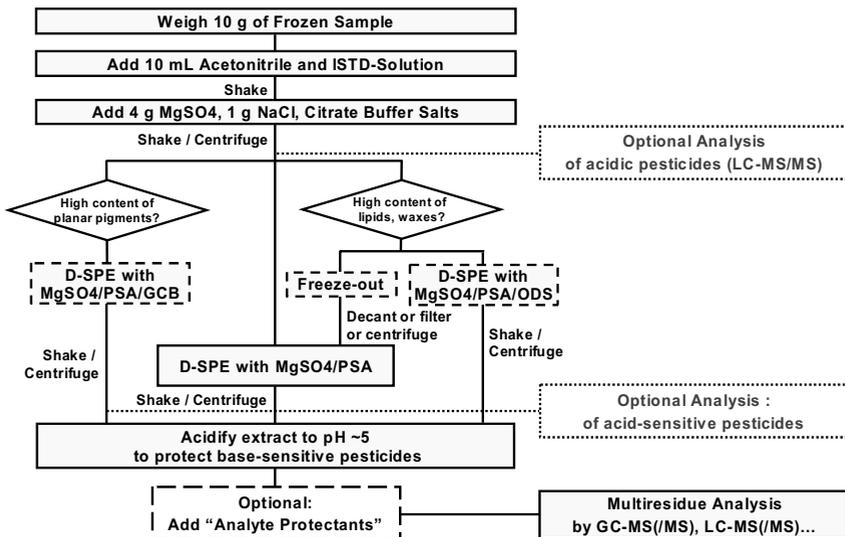 Weigh 10 g of Frozen Sample
Add 10 mL Acetonitrile and ISTD-Solution
Shake
Add 4 g MgSO4, 1 g NaCl, Citrate Buffer Salts
Shake / Centrifuge
Optional Analysis
of acidic pesticides (LC-MS/MS)
High content of
planar pigments?
High content of
lipids, waxes?
D-SPE with
MgSO4/PSA/GCB
Freeze-out
D-SPE with
MgSO4/PSA/ODS
Decant or filter
or centrifuge
Shake /
Centrifuge
Shake /
Centrifuge
D-SPE with MgSO4/PSA
Shake / Centrifuge
Optional Analysis :
of acid-sensitive pesticides
Acidify extract to pH ~5
to protect base-sensitive pesticides
Optional:
Add “Analyte Protectants”
Multiresidue Analysis
by GC-MS(/MS), LC-MS(/MS)...